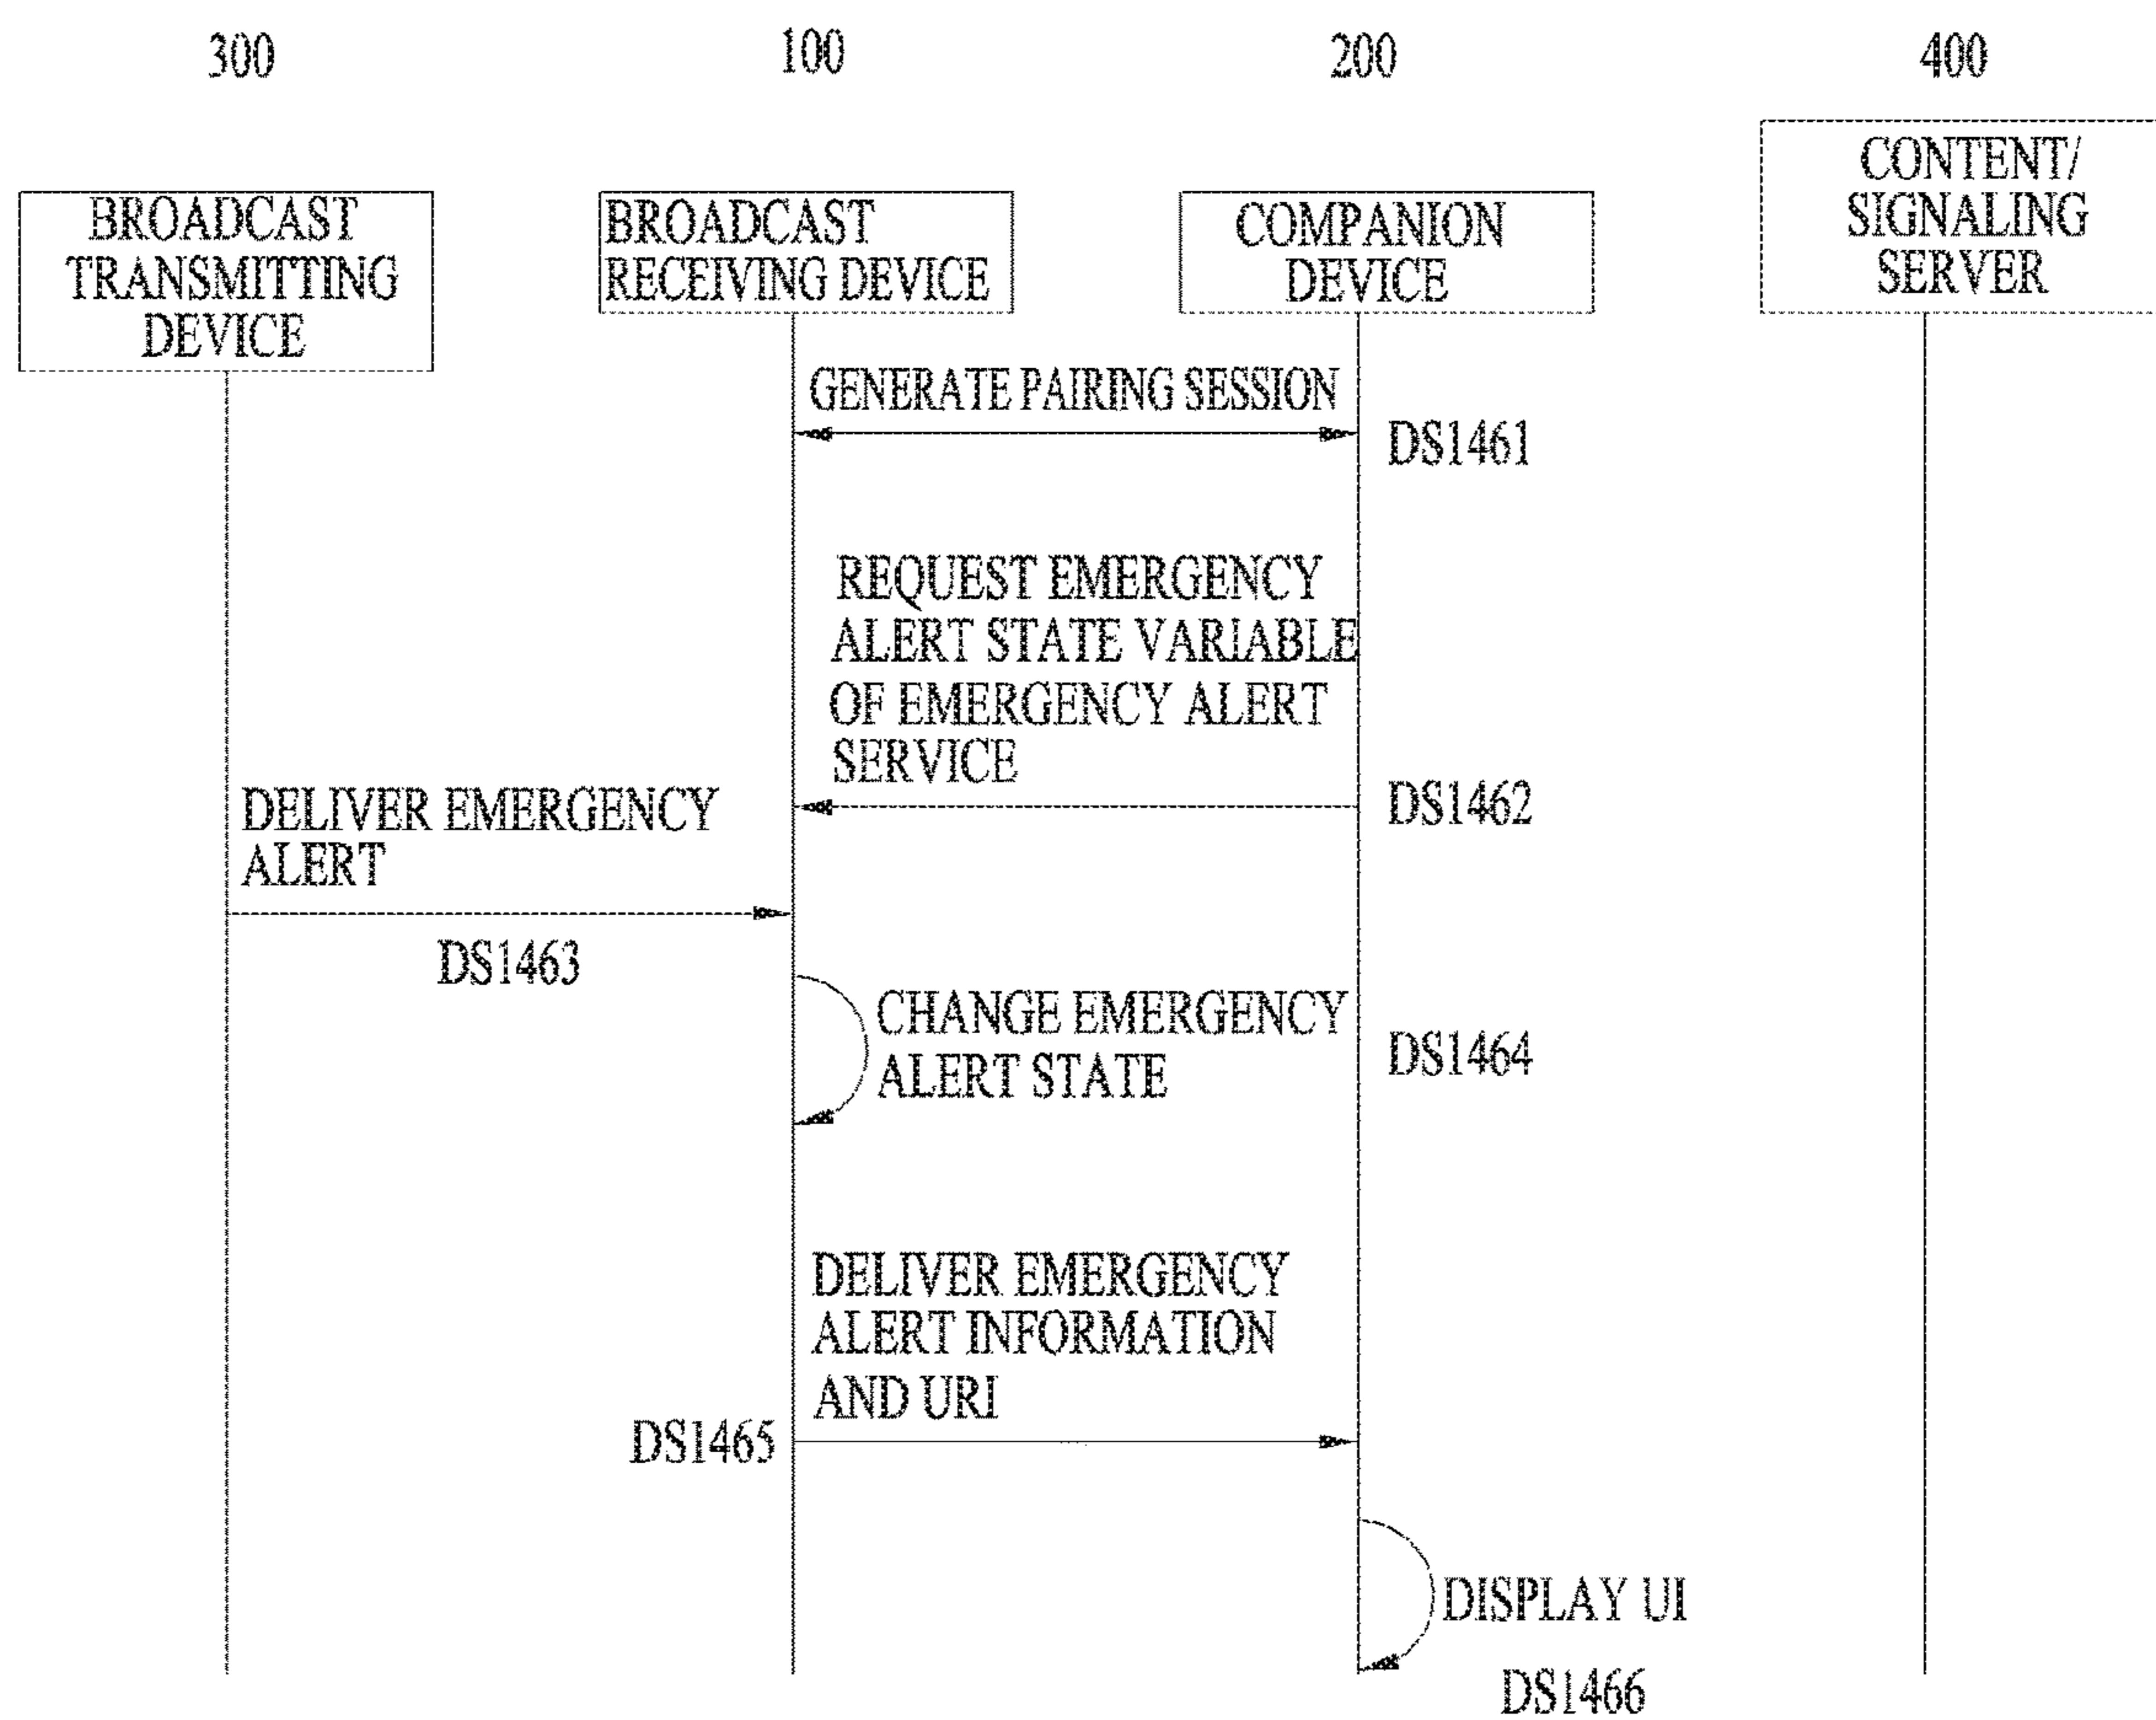 300
100
200
400
BROADCAST
TRANSMITTING
DEVICE
BROADCAST
RECEIVING DEVICE
COMPANION
DEVICE
CONTENT/
SIGNALING
SERVER
GENERATE PAIRING SESSION
DS1461
REQUEST EMERGENCY
ALERT STATE VARIABLE
OF EMERGENCY ALERT
SERVICE
DS1462
DELIVER EMERGENCY
ALERT
DS1463
CHANGE EMERGENCY
ALERT STATE
DS1464
DELIVER EMERGENCY
ALERT INFORMATION
AND URI
DS1465
DISPLAY UI
DS1466